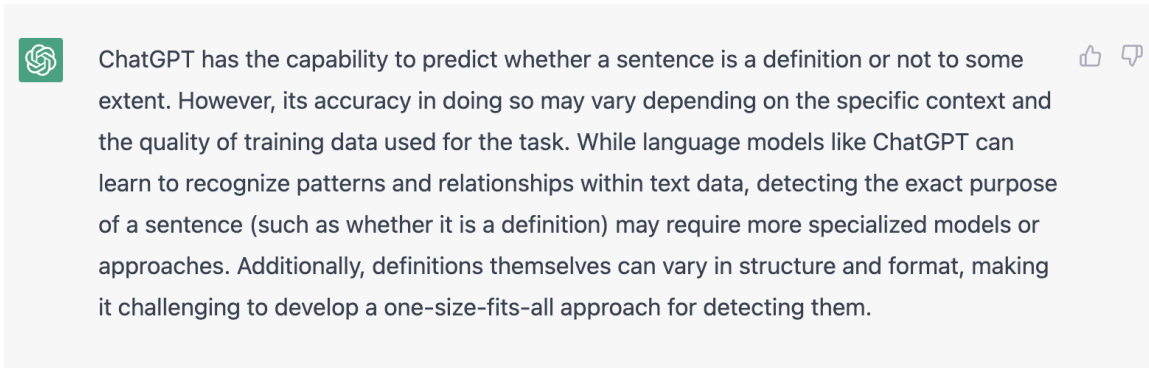 ChatGPT has the capability to predict whether a sentence is a definition or not to some
extent. However, its accuracy in doing so may vary depending on the specific context and
the quality of training data used for the task. While language models like ChatGPT can
learn to recognize patterns and relationships within text data, detecting the exact purpose
of a sentence (such as whether it is a definition) may require more specialized models or
approaches. Additionally, definitions themselves can vary in structure and format, making
it challenging to develop a one-size-fits-all approach for detecting them.